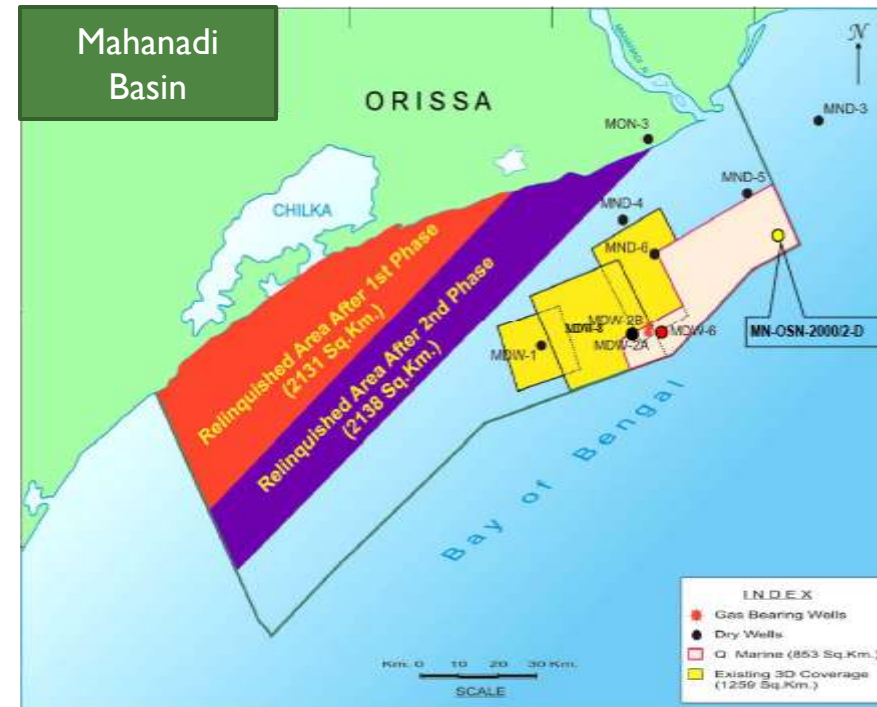 Mahanadi
Basin
N
ORISSA
MND-3
MON-3
MND-5
CHILKA
MND-4
MND-6
Relinquished Area After 1st Phase
(2131 Sq.Km.)
Relinquished Area After 2nd Phase
(2138 Sq.Km.)
MDW-2B
MDW-6
MN-OSN-2000/2-D
MDW-1
MDW-2A
Bay of Bengal
INDEX
Gas Bearing Wells
Dry Wells
Q Marine (853 Sq.Km.)
Existing 3D Coverage
(1259 Sq.Km.)
Km. 0 10 20 30 Km.
SCALE